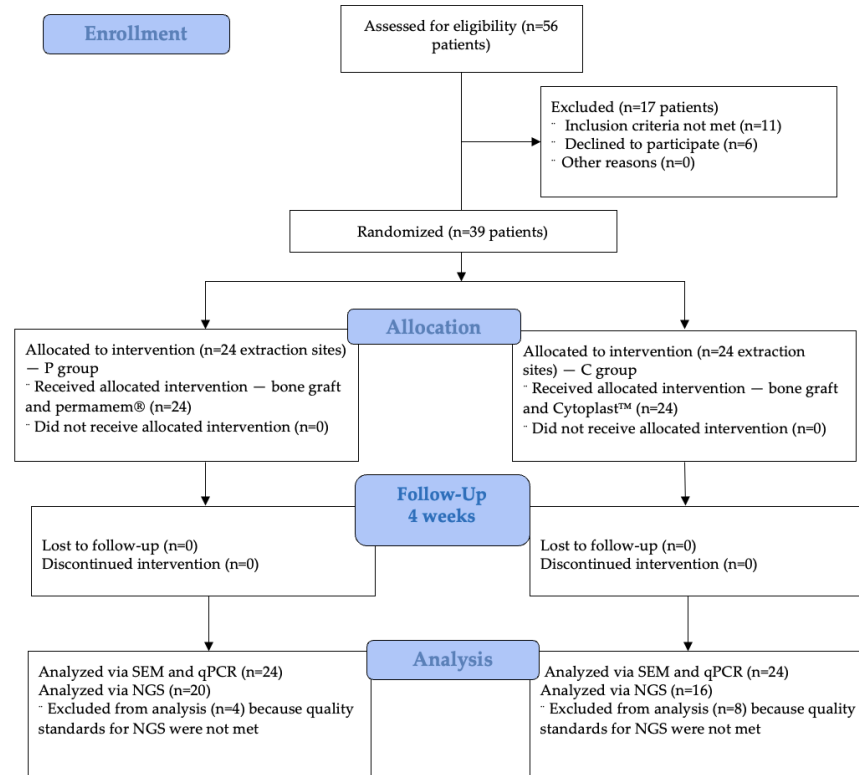 Enrollment
Assessed for eligibility (n=56
patients)
Excluded (n=17 patients)
¨ Inclusion criteria not met (n=11)
¨ Declined to participate (n=6)
¨ Other reasons (n=0)
Randomized (n=39 patients)
Allocation
Allocated to intervention (n=24 extraction sites)
— P group
¨ Received allocated intervention — bone graft
and permamem® (n=24)
¨ Did not receive allocated intervention (n=0)
Allocated to intervention (n=24 extraction
sites) — C group
¨ Received allocated intervention — bone graft
and Cytoplast™ (n=24)
¨ Did not receive allocated intervention (n=0)
Follow-Up
4 weeks
Lost to follow-up (n=0)
Discontinued intervention (n=0)
Lost to follow-up (n=0)
Discontinued intervention (n=0)
Analysis
Analyzed via SEM and qPCR (n=24)
Analyzed via NGS (n=20)
¨ Excluded from analysis (n=4) because quality
standards for NGS were not met
Analyzed via SEM and qPCR (n=24)
Analyzed via NGS (n=16)
¨ Excluded from analysis (n=8) because quality
standards for NGS were not met